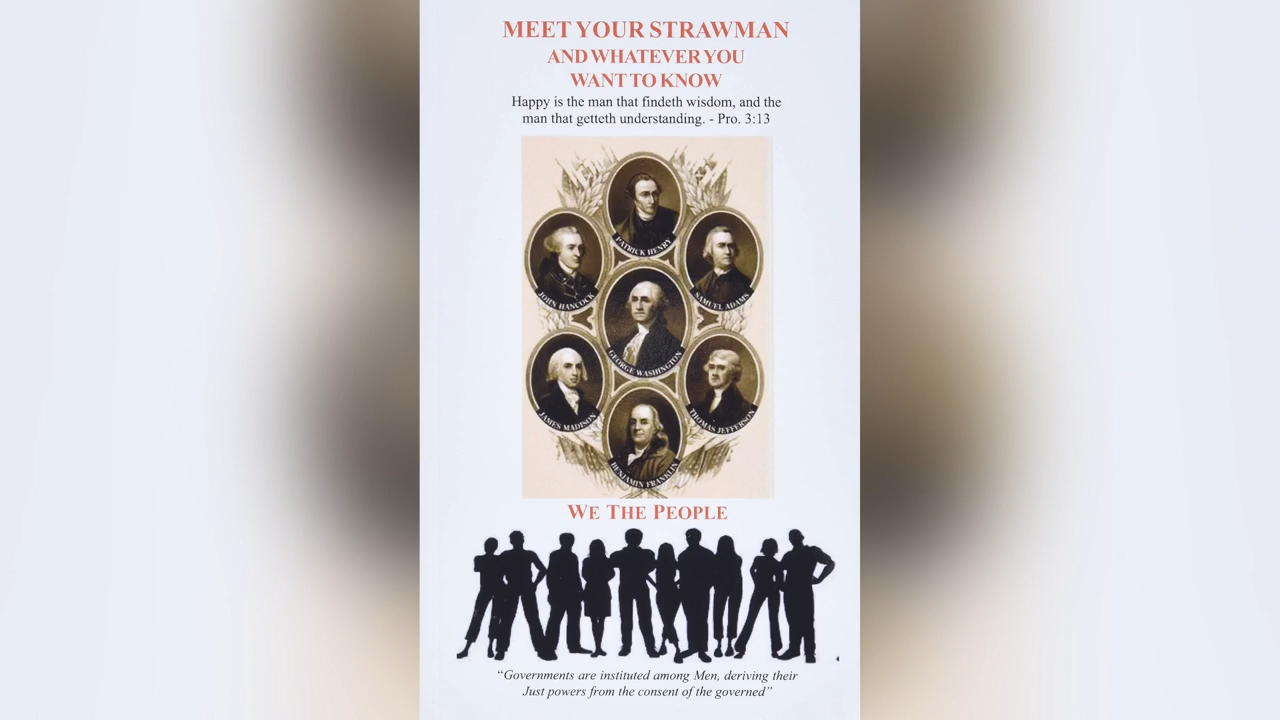 MEET YOUR STRAWMAN
AND WHATEVER YOU
WANT TO KNOW
Happy is the man that findeth wisdom, and the
man that getteth understanding. - Pro. 3:13
PATRICK HENRY
JOHN HANCOCK
SAMUEL ADAMS
GEORGE WASHINGTON
JAMES MADISON
THOMAS JEFFERSON
BENJAMIN FRANKLIN
WE THE PEOPLE
“Governments are instituted among Men, deriving their
Just powers from the consent of the governed”